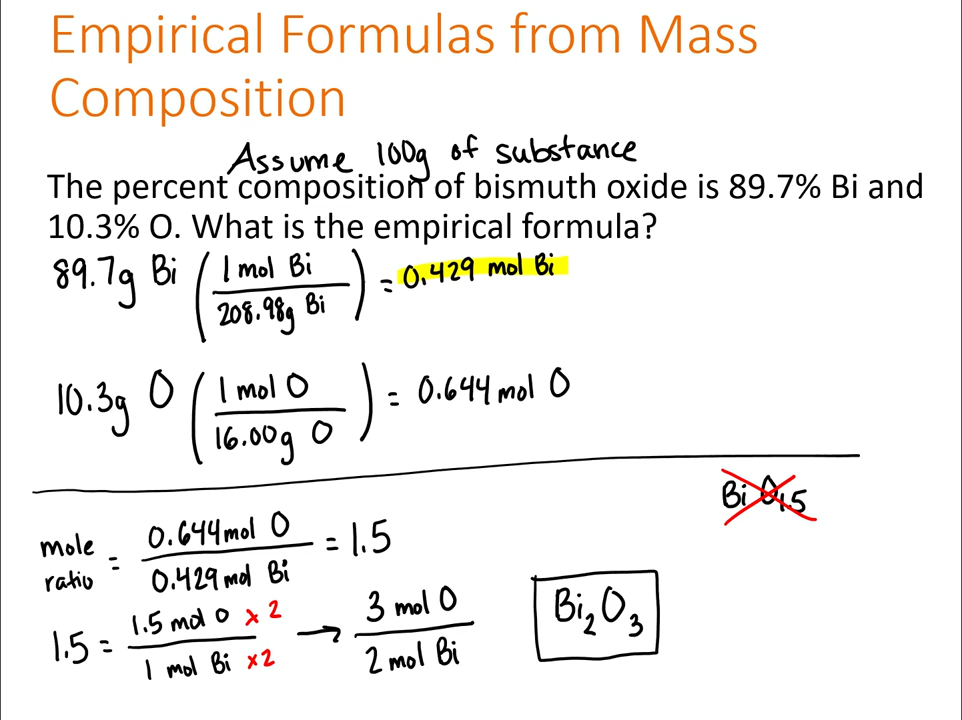 Empirical Formulas from Mass
Composition
Assume 100g of substance
The percent composition of bismuth oxide is 89.7% Bi and
10.3% O. What is the empirical formula?
89.7g Bi (1 mol Bi / 208.98g Bi) = 0.429 mol Bi
10.3g O (1 mol O / 16.00g O) = 0.644 mol O
Bi O1.5
mole ratio = 0.644 mol O / 0.429 mol Bi = 1.5
1.5 = 1.5 mol O x 2 / 1 mol Bi x2 → 3 mol O / 2 mol Bi
Bi2O3